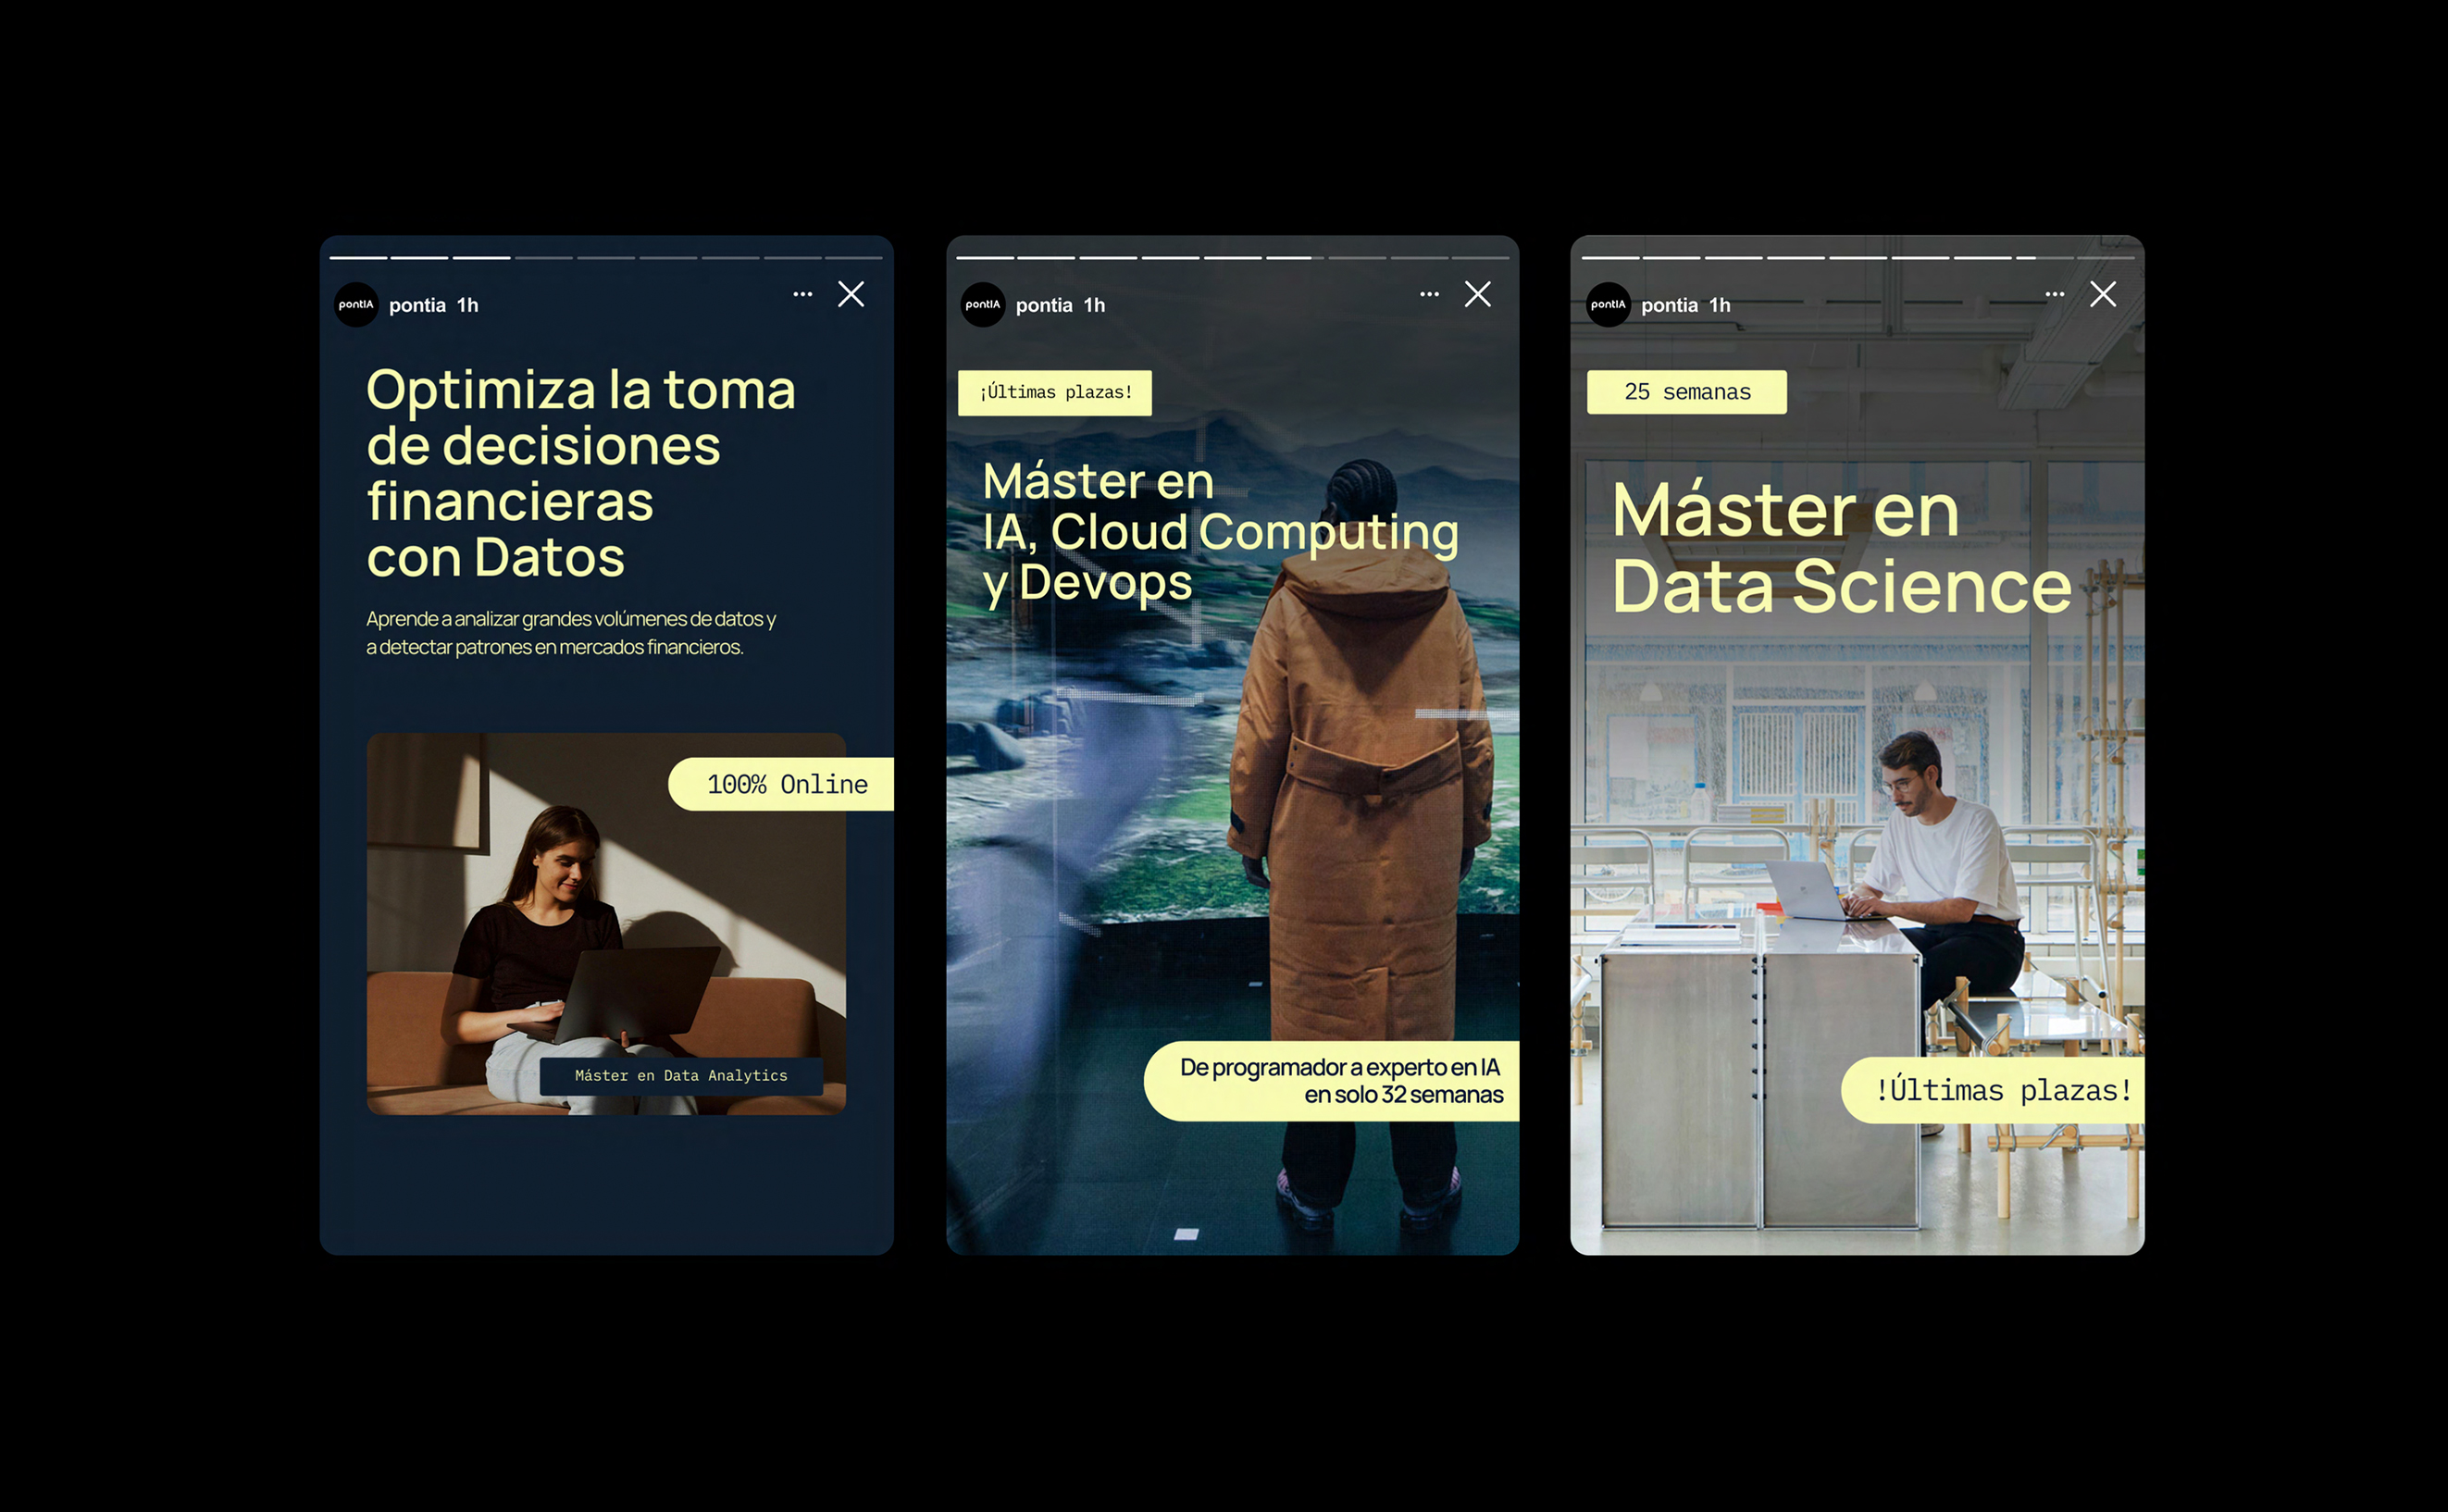 pontIA
pontia 1h
Optimiza la toma
de decisiones
financieras
con Datos
Aprende a analizar grandes volúmenes de datos y
a detectar patrones en mercados financieros.
100% Online
Máster en Data Analytics
pontIA
pontia 1h
¡Últimas plazas!
Máster en
IA, Cloud Computing
y Devops
De programador a experto en IA
en solo 32 semanas
pontIA
pontia 1h
25 semanas
Máster en
Data Science
!Últimas plazas!